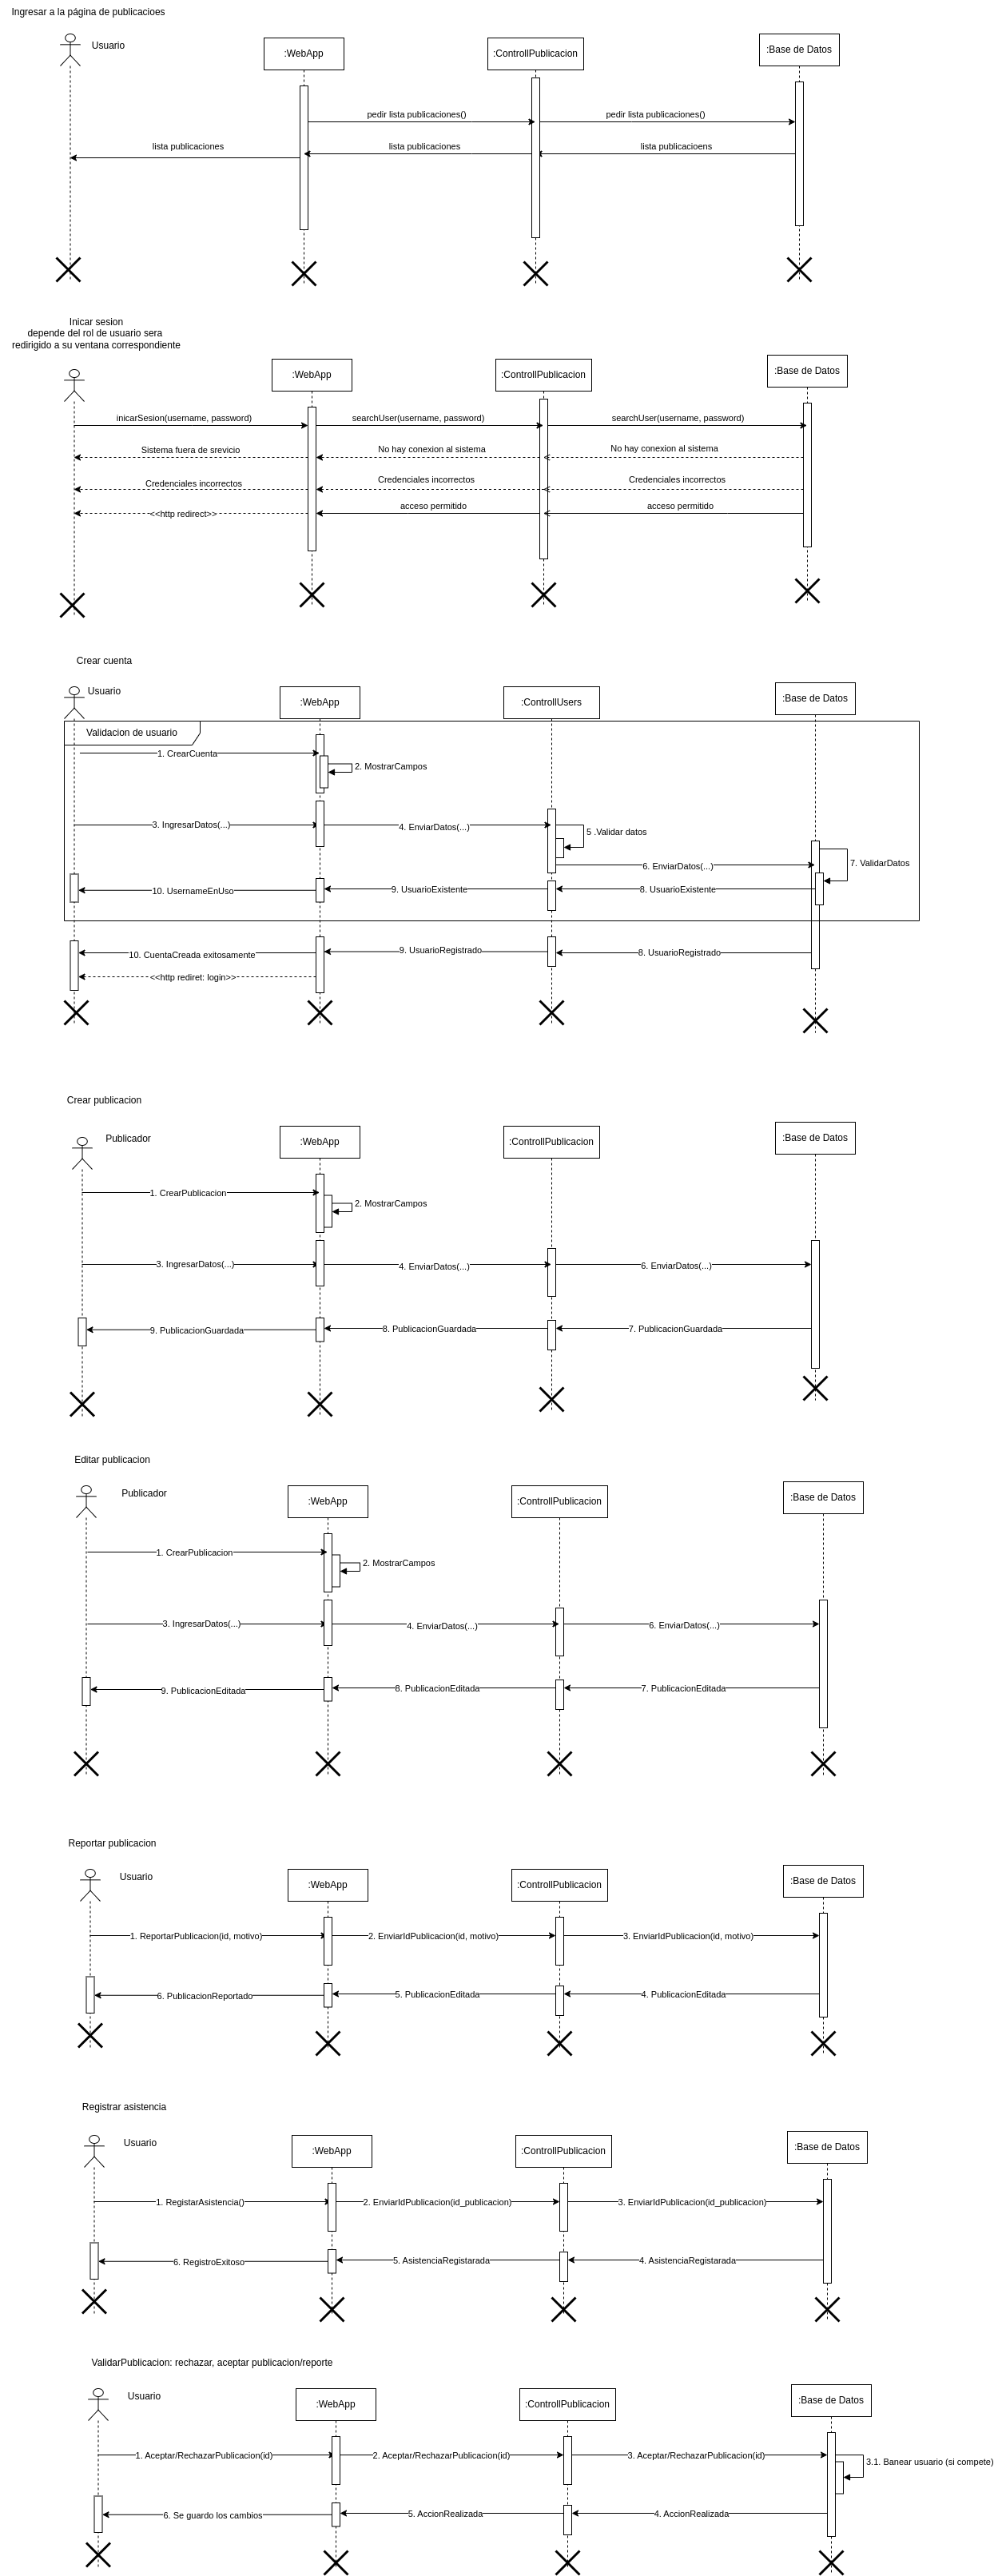 Ingresar a la página de publicacioes
Usuario
:WebApp
:ControllPublicacion
:Base de Datos
pedir lista publicaciones()
pedir lista publicaciones()
lista publicaciones
lista publicaciones
lista publicacioens
Inicar sesion
depende del rol de usuario sera
redirigido a su ventana correspondiente
:WebApp
:ControllPublicacion
:Base de Datos
inicarSesion(username, password)
searchUser(username, password)
searchUser(username, password)
Sistema fuera de srevicio
No hay conexion al sistema
No hay conexion al sistema
Credenciales incorrectos
Credenciales incorrectos
Credenciales incorrectos
<<http redirect>>
acceso permitido
acceso permitido
Crear cuenta
Usuario
:WebApp
:ControllUsers
:Base de Datos
Validacion de usuario
1. CrearCuenta
2. MostrarCampos
3. IngresarDatos(...)
4. EnviarDatos(...)
5 .Validar datos
6. EnviarDatos(...)
7. ValidarDatos
10. UsernameEnUso
9. UsuarioExistente
8. UsuarioExistente
10. CuentaCreada exitosamente
9. UsuarioRegistrado
8. UsuarioRegistrado
<<http rediret: login>>
Crear publicacion
Publicador
:WebApp
:ControllPublicacion
:Base de Datos
1. CrearPublicacion
2. MostrarCampos
3. IngresarDatos(...)
4. EnviarDatos(...)
6. EnviarDatos(...)
9. PublicacionGuardada
8. PublicacionGuardada
7. PublicacionGuardada
Editar publicacion
Publicador
:WebApp
:ControllPublicacion
:Base de Datos
1. CrearPublicacion
2. MostrarCampos
3. IngresarDatos(...)
4. EnviarDatos(...)
6. EnviarDatos(...)
9. PublicacionEditada
8. PublicacionEditada
7. PublicacionEditada
Reportar publicacion
Usuario
:WebApp
:ControllPublicacion
:Base de Datos
1. ReportarPublicacion(id, motivo)
2. EnviarIdPublicacion(id, motivo)
3. EnviarIdPublicacion(id, motivo)
6. PublicacionReportado
5. PublicacionEditada
4. PublicacionEditada
Registrar asistencia
Usuario
:WebApp
:ControllPublicacion
:Base de Datos
1. RegistarAsistencia()
2. EnviarIdPublicacion(id_publicacion)
3. EnviarIdPublicacion(id_publicacion)
6. RegistroExitoso
5. AsistenciaRegistarada
4. AsistenciaRegistarada
ValidarPublicacion: rechazar, aceptar publicacion/reporte
Usuario
:WebApp
:ControllPublicacion
:Base de Datos
1. Aceptar/RechazarPublicacion(id)
2. Aceptar/RechazarPublicacion(id)
3. Aceptar/RechazarPublicacion(id)
3.1. Banear usuario (si compete)
6. Se guardo los cambios
5. AccionRealizada
4. AccionRealizada